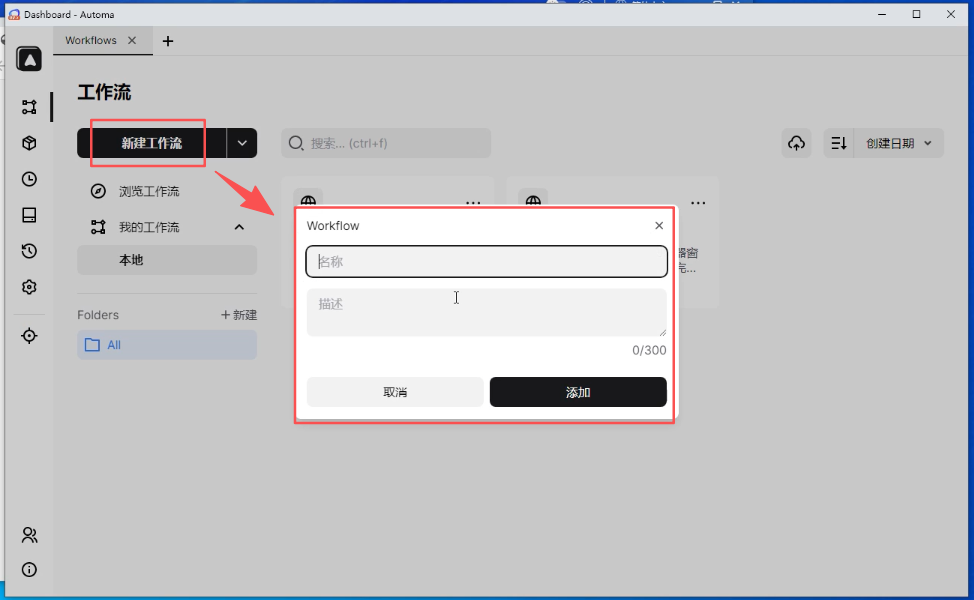 Dashboard - Automa
Workflows
工作流
新建工作流
搜索... (ctrl+f)
创建日期
浏览工作流
我的工作流
本地
Folders
新建
All
Workflow
名称
描述
0/300
取消
添加
器窗